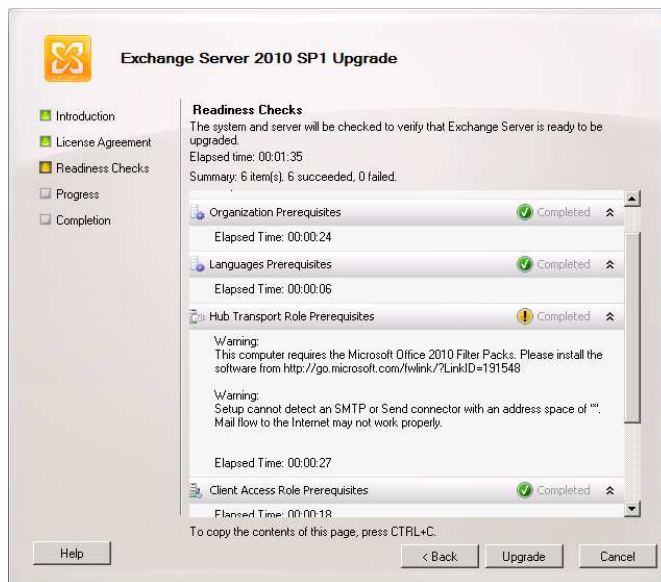 Exchange Server 2010 SP1 Upgrade
Introduction
License Agreement
Readiness Checks
Progress
Completion
Readiness Checks
The system and server will be checked to verify that Exchange Server is ready to be
upgraded.
Elapsed time: 00:01:35
Summary: 6 item(s). 6 succeeded, 0 failed.
Organization Prerequisites Completed
Elapsed Time: 00:00:24
Languages Prerequisites Completed
Elapsed Time: 00:00:06
Hub Transport Role Prerequisites Completed
Warning:
This computer requires the Microsoft Office 2010 Filter Packs. Please install the
software from http://go.microsoft.com/fwlink/?LinkID=191548
Warning:
Setup cannot detect an SMTP or Send connector with an address space of "*".
Mail flow to the Internet may not work properly.
Elapsed Time: 00:00:27
Client Access Role Prerequisites Completed
Elapsed Time: 00:00:18
To copy the contents of this page, press CTRL+C.
Help
< Back
Upgrade
Cancel